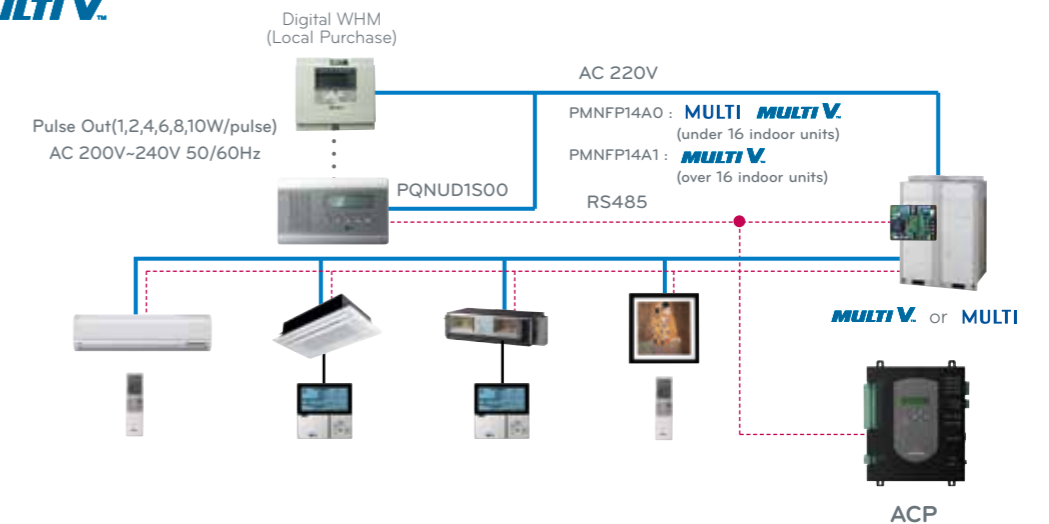 ULTI V.™
Digital WHM
(Local Purchase)
AC 220V
Pulse Out(1,2,4,6,8,10W/pulse)
AC 200V~240V 50/60Hz
PMNFP14A0 : MULTI MULTI V.
(under 16 indoor units)
PMNFP14A1 : MULTI V.
(over 16 indoor units)
PQNUD1S00
RS485
MULTI V. or MULTI
ACP